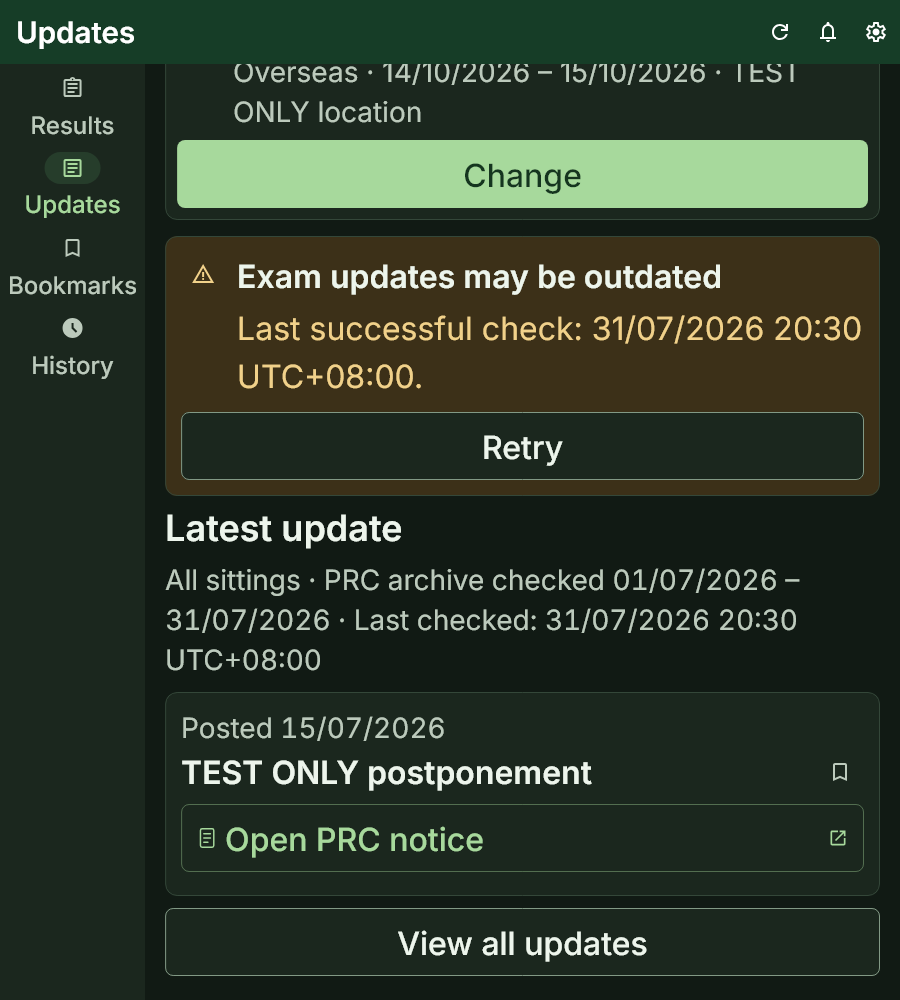 Updates
Results
Updates
Bookmarks
History
Overseas · 14/10/2026 – 15/10/2026 · TEST
ONLY location
Change
Exam updates may be outdated
Last successful check: 31/07/2026 20:30
UTC+08:00.
Retry
Latest update
All sittings · PRC archive checked 01/07/2026 –
31/07/2026 · Last checked: 31/07/2026 20:30
UTC+08:00
Posted 15/07/2026
TEST ONLY postponement
Open PRC notice
View all updates